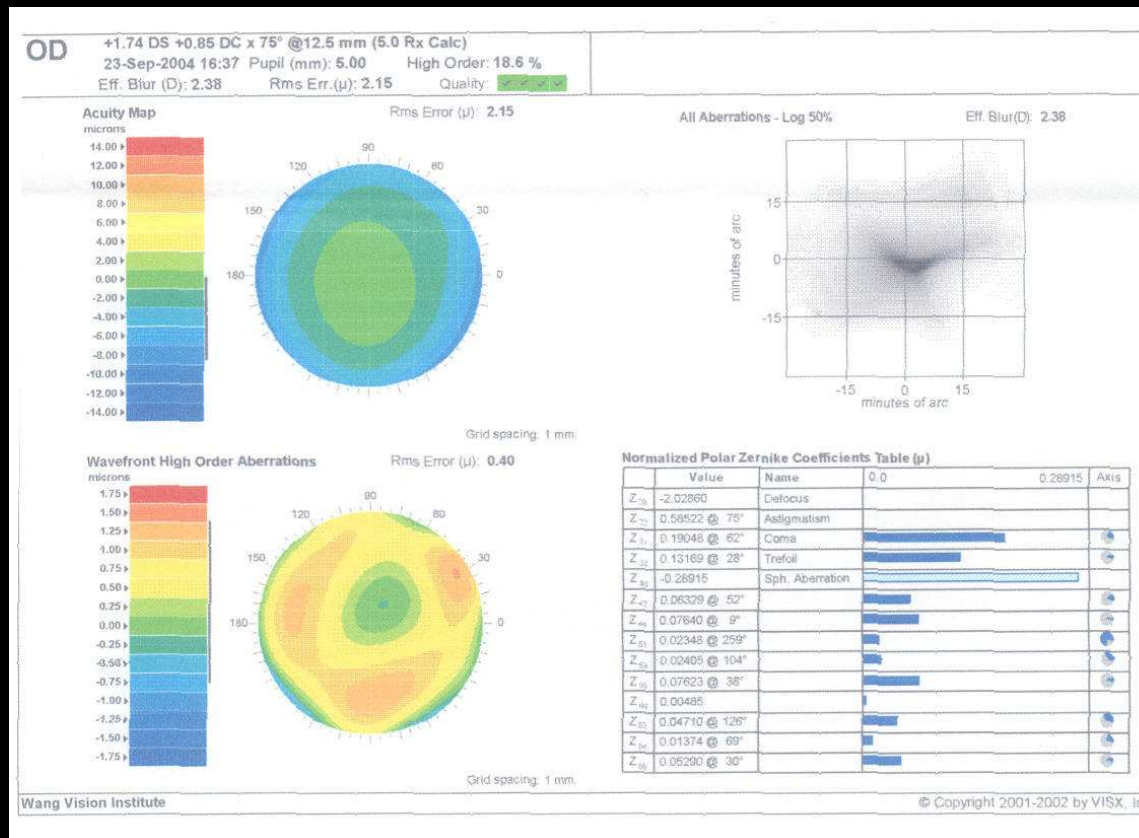 OD
+1.74 DS +0.85 DC x 75° @12.5 mm (5.0 Rx Calc)
23-Sep-2004 16:37 Pupil (mm): 5.00 High Order: 18.6 %
Eff. Blur (D): 2.38 Rms Err.(µ): 2.15 Quality:
Acuity Map Rms Error (µ): 2.15
microns
14.00
12.00
10.00
8.00
6.00
4.00
2.00
0.00
-2.00
-4.00
-6.00
-8.00
-10.00
-12.00
-14.00
90
120 60
150 30
180 0
Grid spacing: 1 mm.
All Aberrations - Log 50% Eff. Blur(D): 2.38
minutes of arc
15
0
-15
-15 0 15
minutes of arc
Wavefront High Order Aberrations Rms Error (µ): 0.40
microns
1.75
1.50
1.25
1.00
0.75
0.50
0.25
0.00
-0.25
-0.50
-0.75
-1.00
-1.25
-1.50
-1.75
90
120 60
150 30
180 0
Grid spacing: 1 mm.
Normalized Polar Zernike Coefficients Table (µ)
Value Name 0.0 0.28915 Axis
-2.02860 Defocus
0.58522 @ 75° Astigmatism
0.19048 @ 62° Coma
0.13169 @ 28° Trefoil
-0.28915 Sph. Aberration
0.06329 @ 52°
0.07640 @ 9°
0.02348 @ 259°
0.02405 @ 104°
0.07623 @ 38°
0.00485
0.04710 @ 126°
0.01374 @ 69°
0.05290 @ 30°
Wang Vision Institute © Copyright 2001-2002 by VISX,